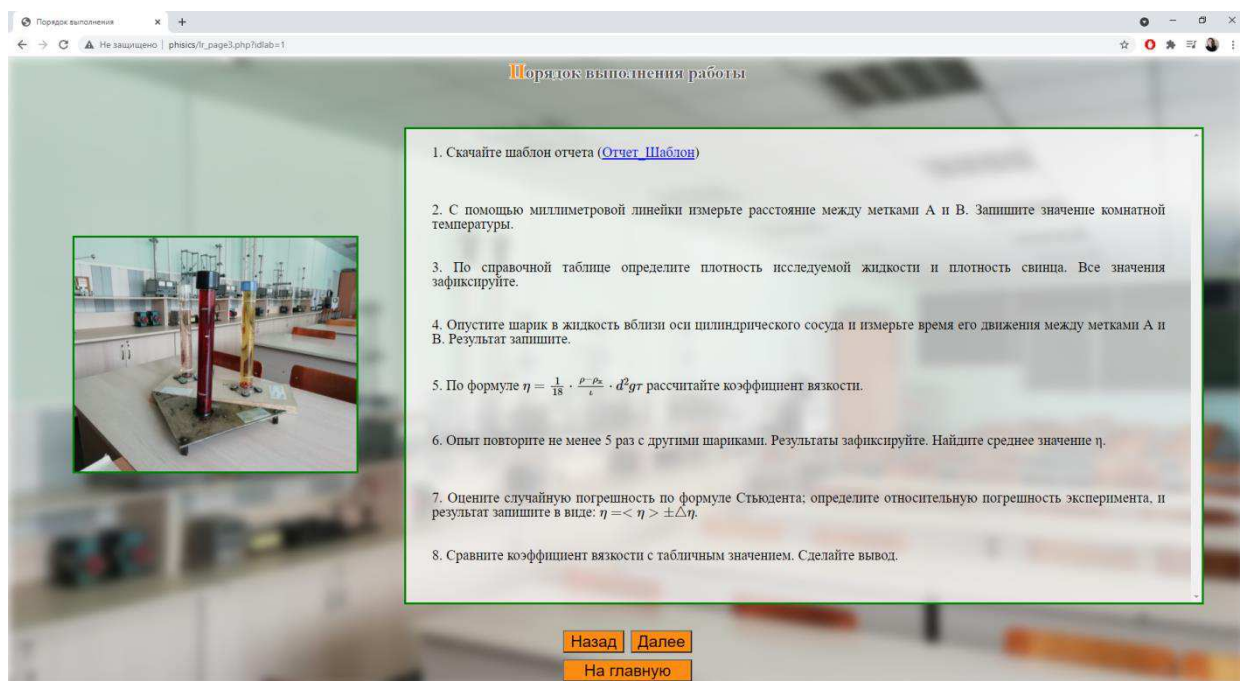 Порядок выполнения
Не защищено | phisics/lr_page3.php?idlab=1
Порядок выполнения работы
1. Скачайте шаблон отчета (Отчет_Шаблон)
2. С помощью миллиметровой линейки измерьте расстояние между метками А и В. Запишите значение комнатной
температуры.
3. По справочной таблице определите плотность исследуемой жидкости и плотность свинца. Все значения
зафиксируйте.
4. Опустите шарик в жидкость вблизи оси цилиндрического сосуда и измерьте время его движения между метками А и
В. Результат запишите.
5. По формуле η = 1/18 · (ρ−ρж)/ι · d²gτ рассчитайте коэффициент вязкости.
6. Опыт повторите не менее 5 раз с другими шариками. Результаты зафиксируйте. Найдите среднее значение η.
7. Оцените случайную погрешность по формуле Стьюдента; определите относительную погрешность эксперимента, и
результат запишите в виде: η =< η > ±△η.
8. Сравните коэффициент вязкости с табличным значением. Сделайте вывод.
Назад Далее
На главную